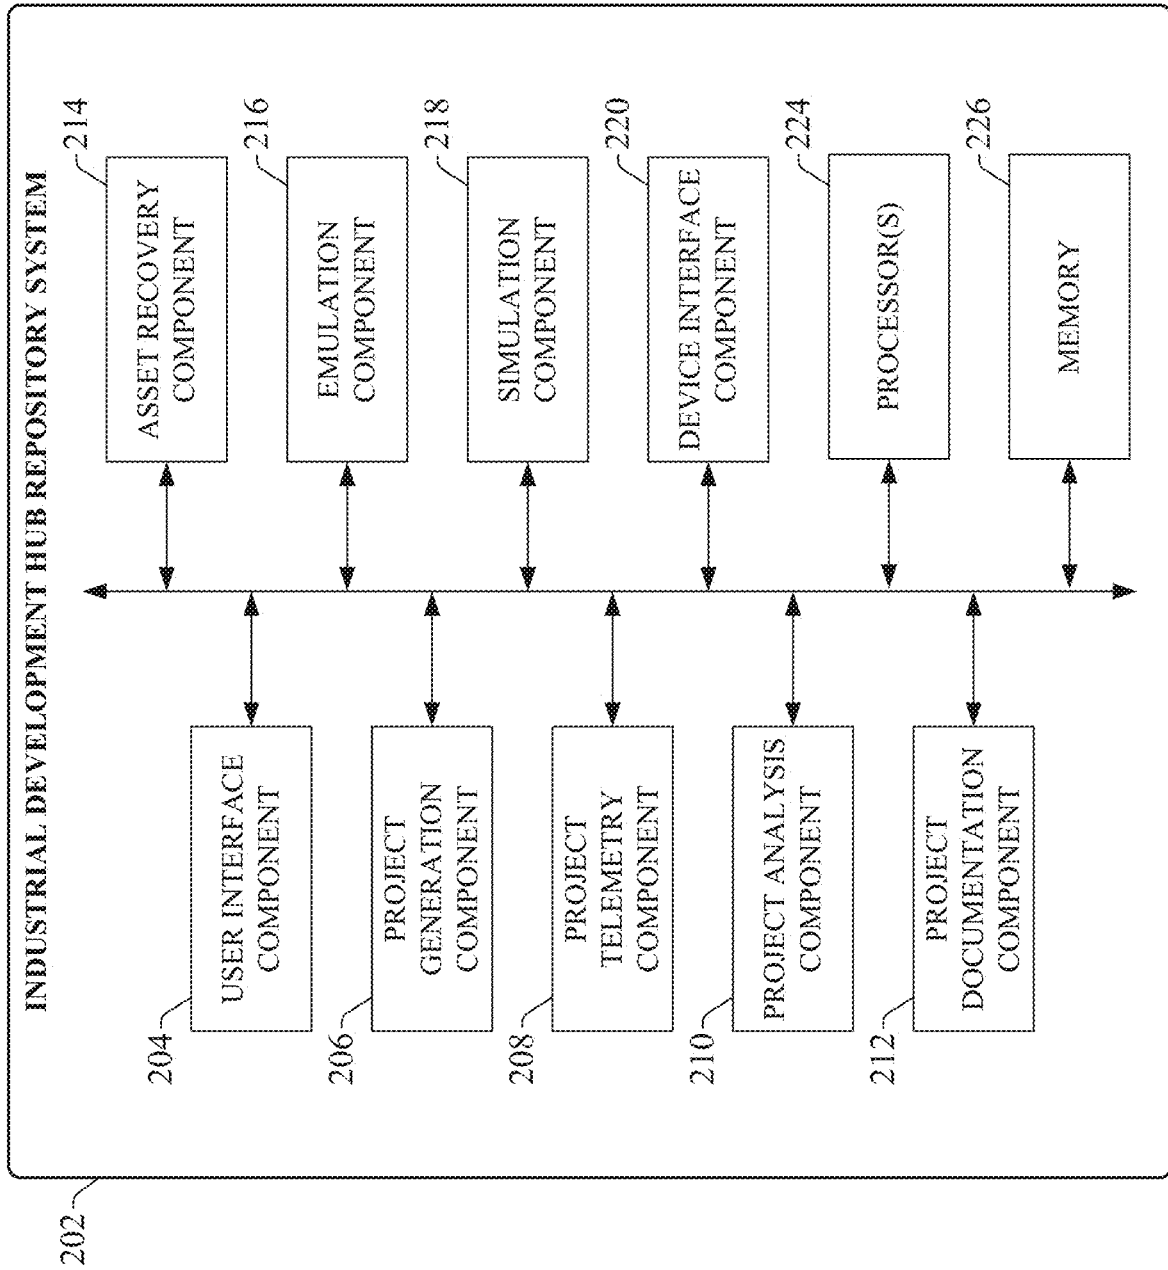 INDUSTRIAL DEVELOPMENT HUB REPOSITORY SYSTEM
202
204
USER INTERFACE
COMPONENT
206
PROJECT
GENERATION
COMPONENT
208
PROJECT
TELEMETRY
COMPONENT
210
PROJECT ANALYSIS
COMPONENT
212
PROJECT
DOCUMENTATION
COMPONENT
214
ASSET RECOVERY
COMPONENT
216
EMULATION
COMPONENT
218
SIMULATION
COMPONENT
220
DEVICE INTERFACE
COMPONENT
224
PROCESSOR(S)
226
MEMORY